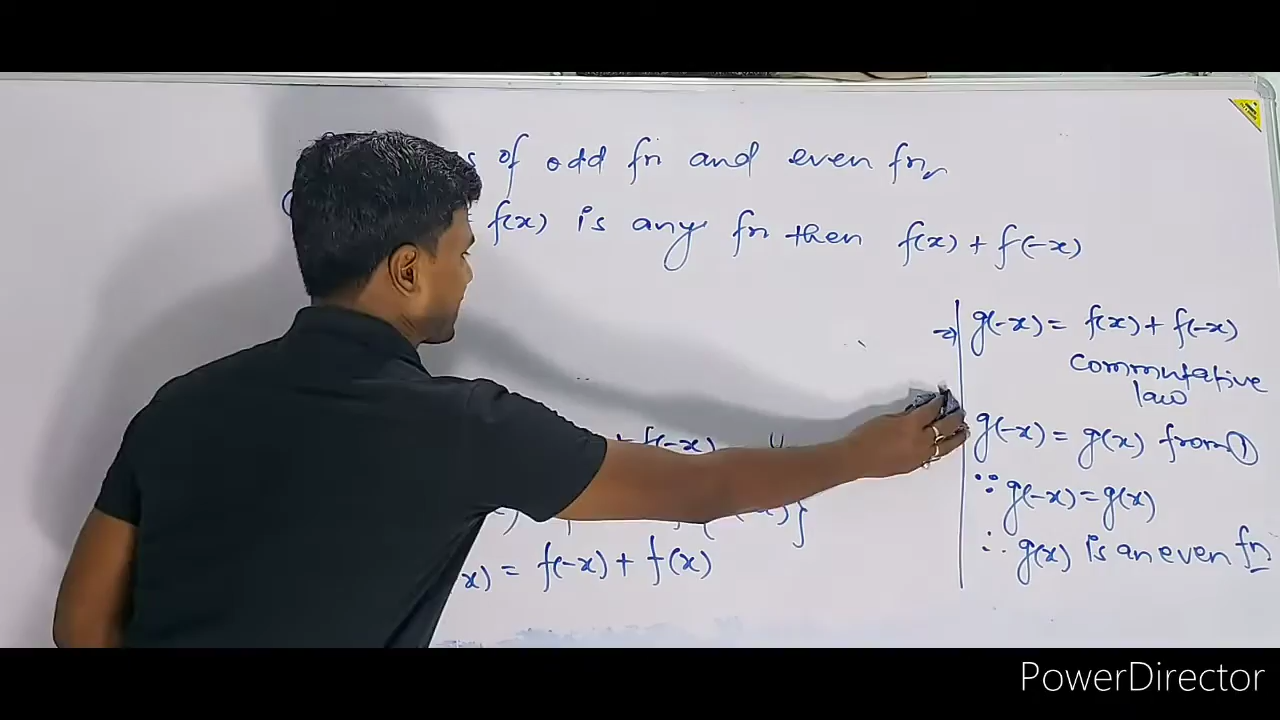 of odd fn and even fn
f(x) is any fn then f(x) + f(-x)
+ f(-x)
x) = f(-x) + f(x)
⇒ g(-x) = f(x) + f(-x)
Commutative
law
g(-x) = g(x) from ①
∵ g(-x) = g(x)
∴ g(x) is an even fn
PowerDirector